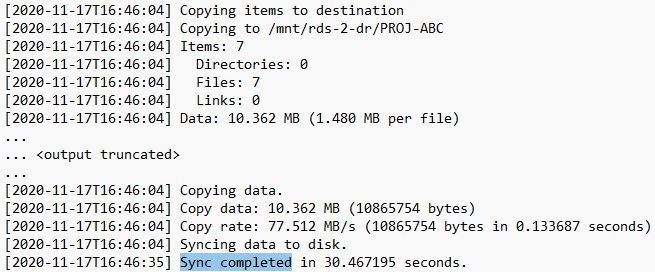 [2020-11-17T16:46:04] Copying items to destination
[2020-11-17T16:46:04] Copying to /mnt/rds-2-dr/PROJ-ABC
[2020-11-17T16:46:04] Items: 7
[2020-11-17T16:46:04]   Directories: 0
[2020-11-17T16:46:04]   Files: 7
[2020-11-17T16:46:04]   Links: 0
[2020-11-17T16:46:04] Data: 10.362 MB (1.480 MB per file)
...
... <output truncated>
...
[2020-11-17T16:46:04] Copying data.
[2020-11-17T16:46:04] Copy data: 10.362 MB (10865754 bytes)
[2020-11-17T16:46:04] Copy rate: 77.512 MB/s (10865754 bytes in 0.133687 seconds)
[2020-11-17T16:46:04] Syncing data to disk.
[2020-11-17T16:46:35] Sync completed in 30.467195 seconds.